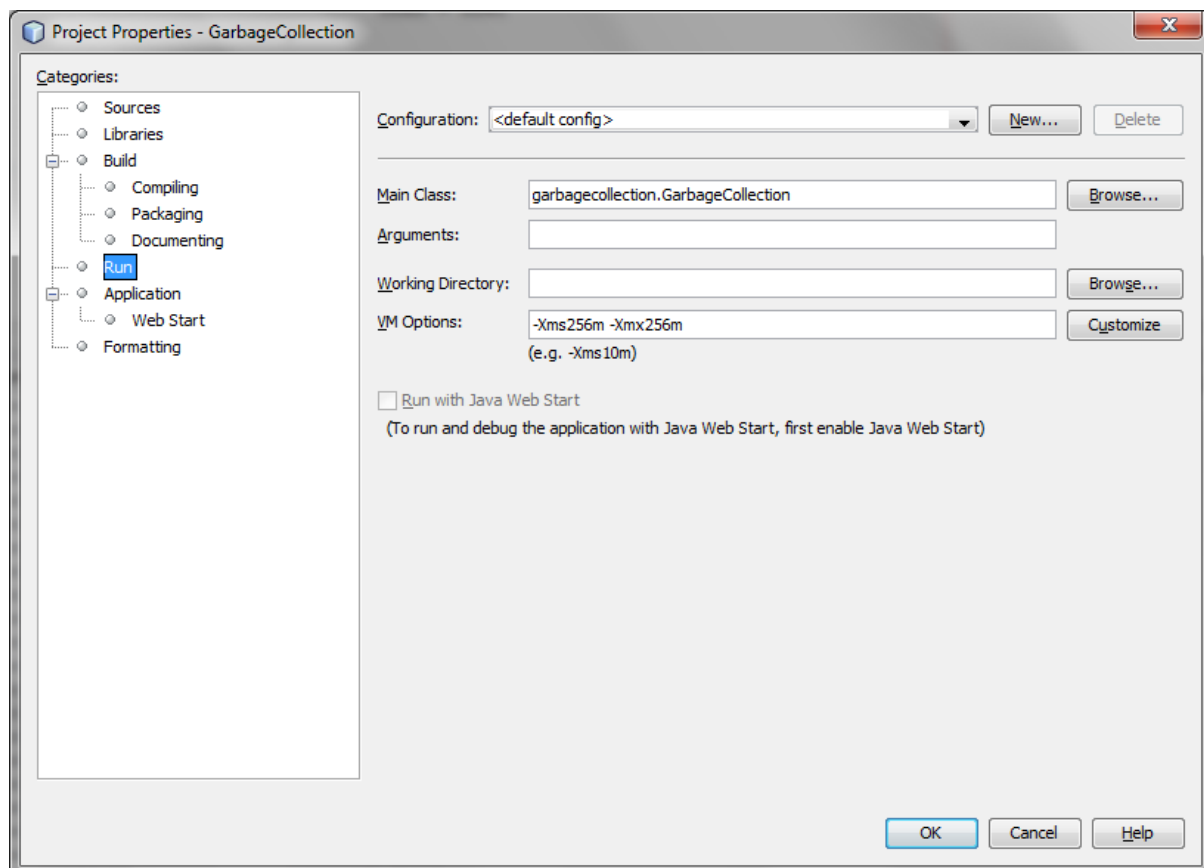 Project Properties - GarbageCollection
Categories:
Sources
Libraries
Build
Compiling
Packaging
Documenting
Run
Application
Web Start
Formatting
Configuration: <default config> New... Delete
Main Class: garbagecollection.GarbageCollection Browse...
Arguments:
Working Directory: Browse...
VM Options: -Xms256m -Xmx256m Customize
(e.g. -Xms10m)
Run with Java Web Start
(To run and debug the application with Java Web Start, first enable Java Web Start)
OK Cancel Help